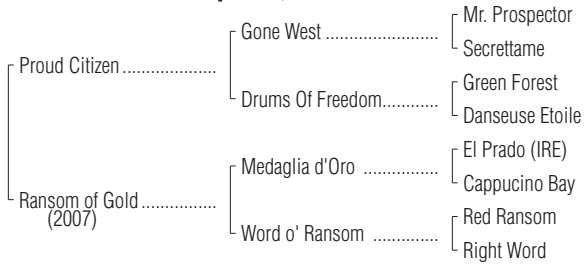 Mr. Prospector
Gone West ......................
Secrettame
Proud Citizen ..................
Green Forest
Drums Of Freedom...........
Danseuse Etoile
El Prado (IRE)
Medaglia d'Oro ...............
Cappucino Bay
Ransom of Gold ..............
(2007)
Red Ransom
Word o' Ransom .............
Right Word